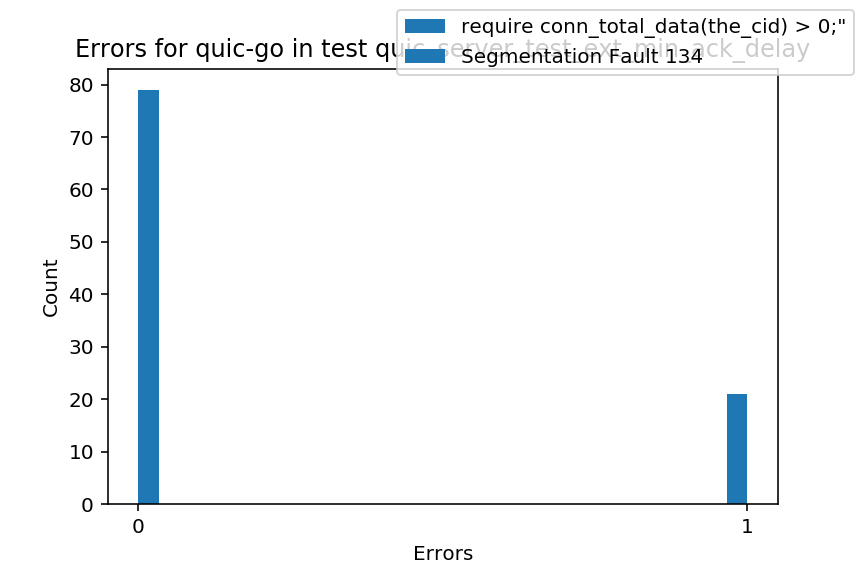 require conn_total_data(the_cid) > 0;"
Segmentation Fault 134
Errors for quic-go in test quic_server_test_ext_min_ack_delay
80
70
60
50
40
30
20
10
0
Count
0 1
Errors